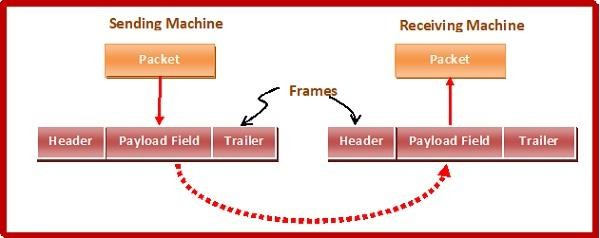 Sending Machine
Receiving Machine
Packet
Packet
Frames
Header Payload Field Trailer
Header Payload Field Trailer